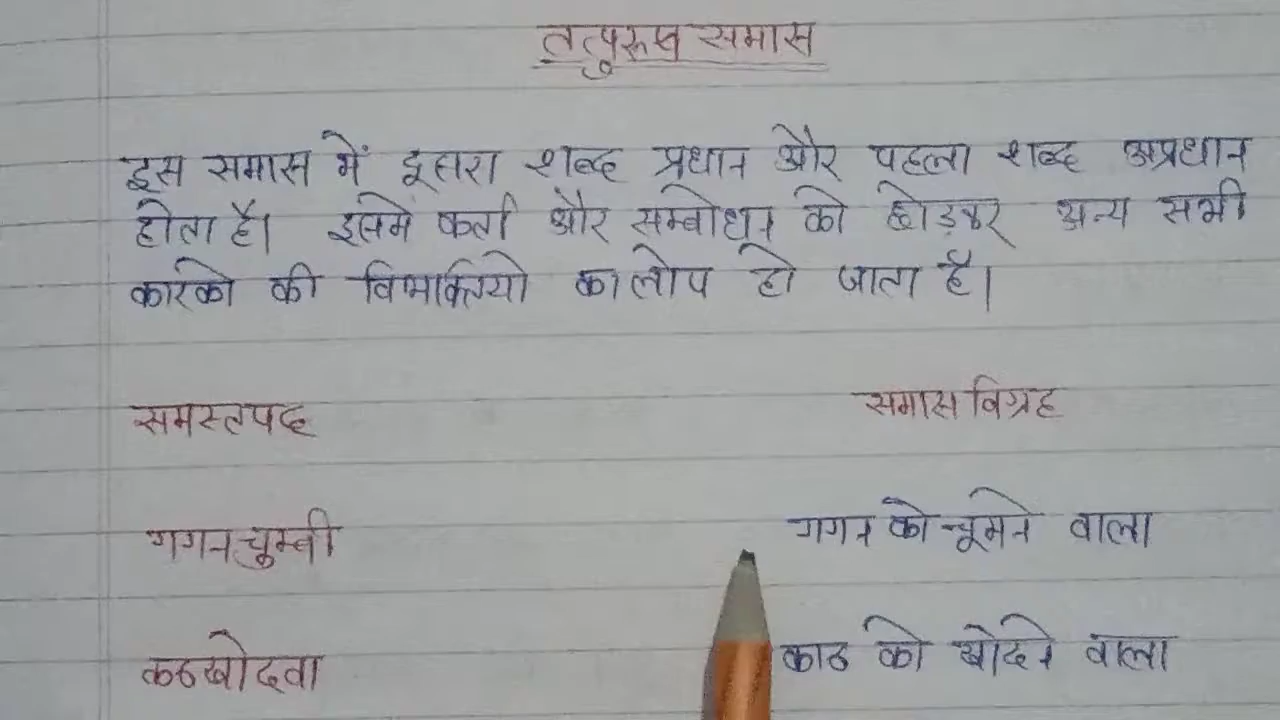 तत्पुरूष समास
इस समास में दूसरा शब्द प्रधान और पहला शब्द अप्रधान
होता है। इसमे कर्ता और सम्बोधन को छोड़कर अन्य सभी
कारको की विभक्तियो का लोप हो जाता है।
समस्तपद समास विग्रह
गगनचुम्बी गगन को चूमने वाला
कठखोदवा काठ को खोदने वाला